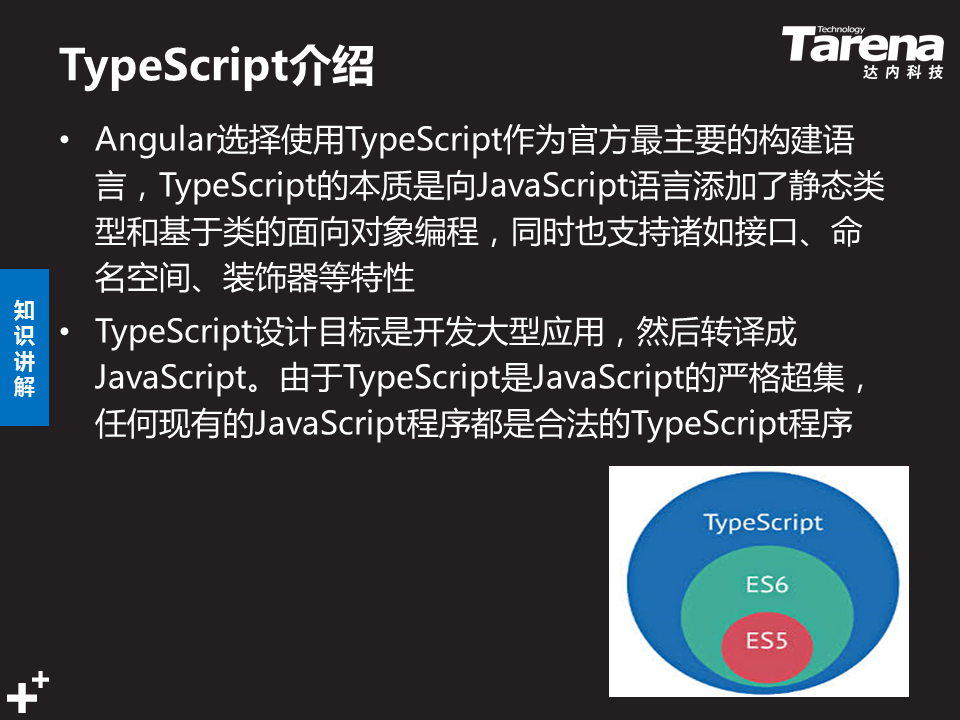 TypeScript介绍
Technology
Tarena
达内科技
• Angular选择使用TypeScript作为官方最主要的构建语
言，TypeScript的本质是向JavaScript语言添加了静态类
型和基于类的面向对象编程，同时也支持诸如接口、命
名空间、装饰器等特性
• TypeScript设计目标是开发大型应用，然后转译成
JavaScript。由于TypeScript是JavaScript的严格超集，
任何现有的JavaScript程序都是合法的TypeScript程序
知
识
讲
解
TypeScript
ES6
ES5